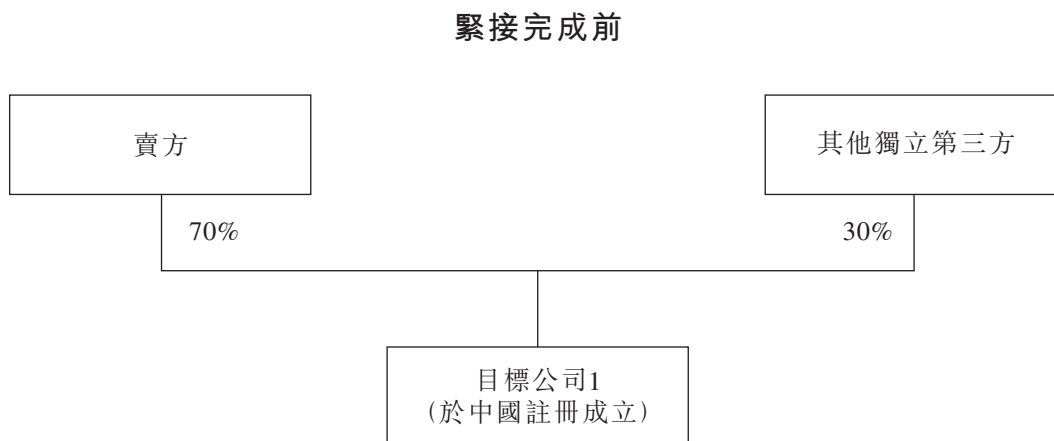 緊接完成前
賣方
其他獨立第三方
70%
30%
目標公司1
（於中國註冊成立）